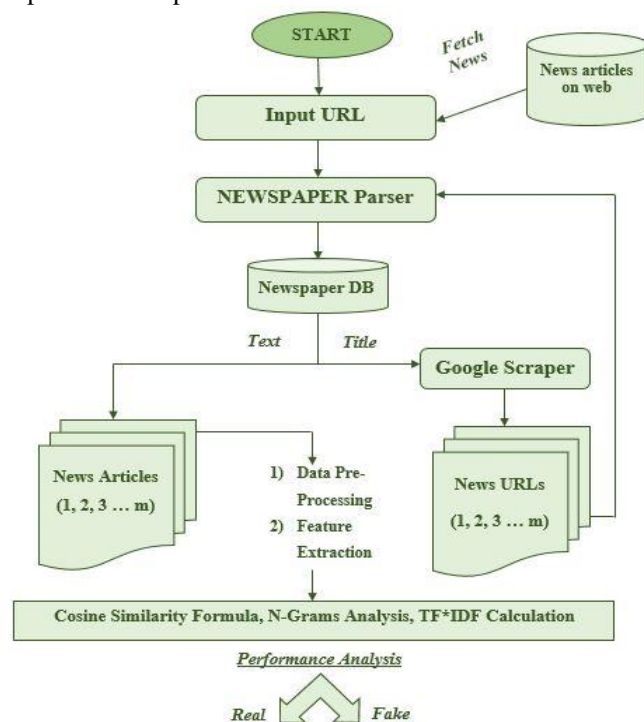 START
Fetch
News
News articles
on web
Input URL
NEWSPAPER Parser
Newspaper DB
Text
Title
Google Scraper
News Articles
(1, 2, 3 … m)
1) Data Pre-
Processing
2) Feature
Extraction
News URLs
(1, 2, 3 … m)
Cosine Similarity Formula, N-Grams Analysis, TF*IDF Calculation
Performance Analysis
Real
Fake